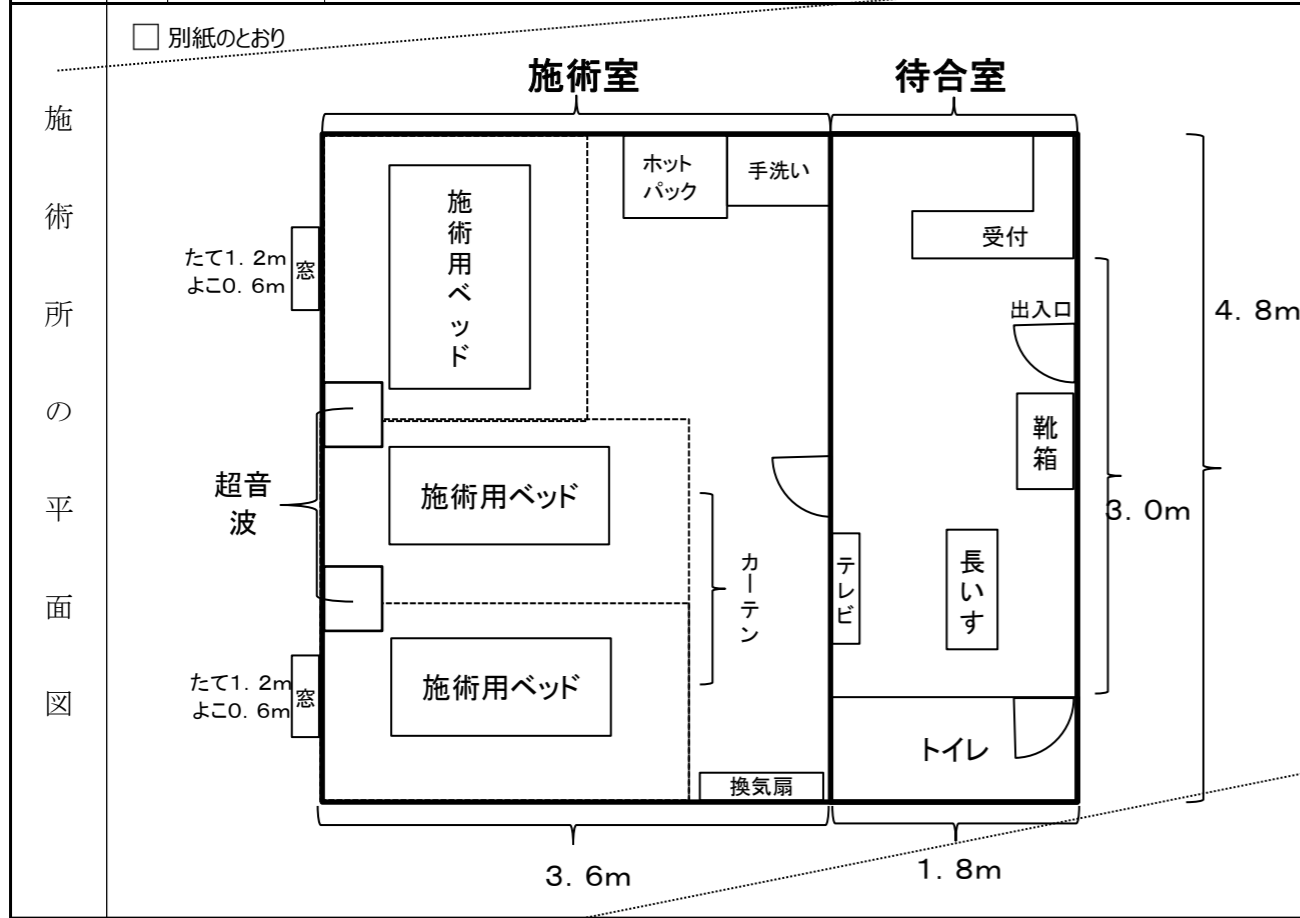 □ 別紙のとおり
施術所の平面図
施術室
待合室
ホット
パック
手洗い
受付
施術用ベッド
たて1．2m
よこ0．6m
窓
出入口
4．8m
靴箱
超音
波
施術用ベッド
3．0m
カーテン
テレビ
長いす
施術用ベッド
たて1．2m
よこ0．6m
窓
トイレ
換気扇
3．6m
1．8m